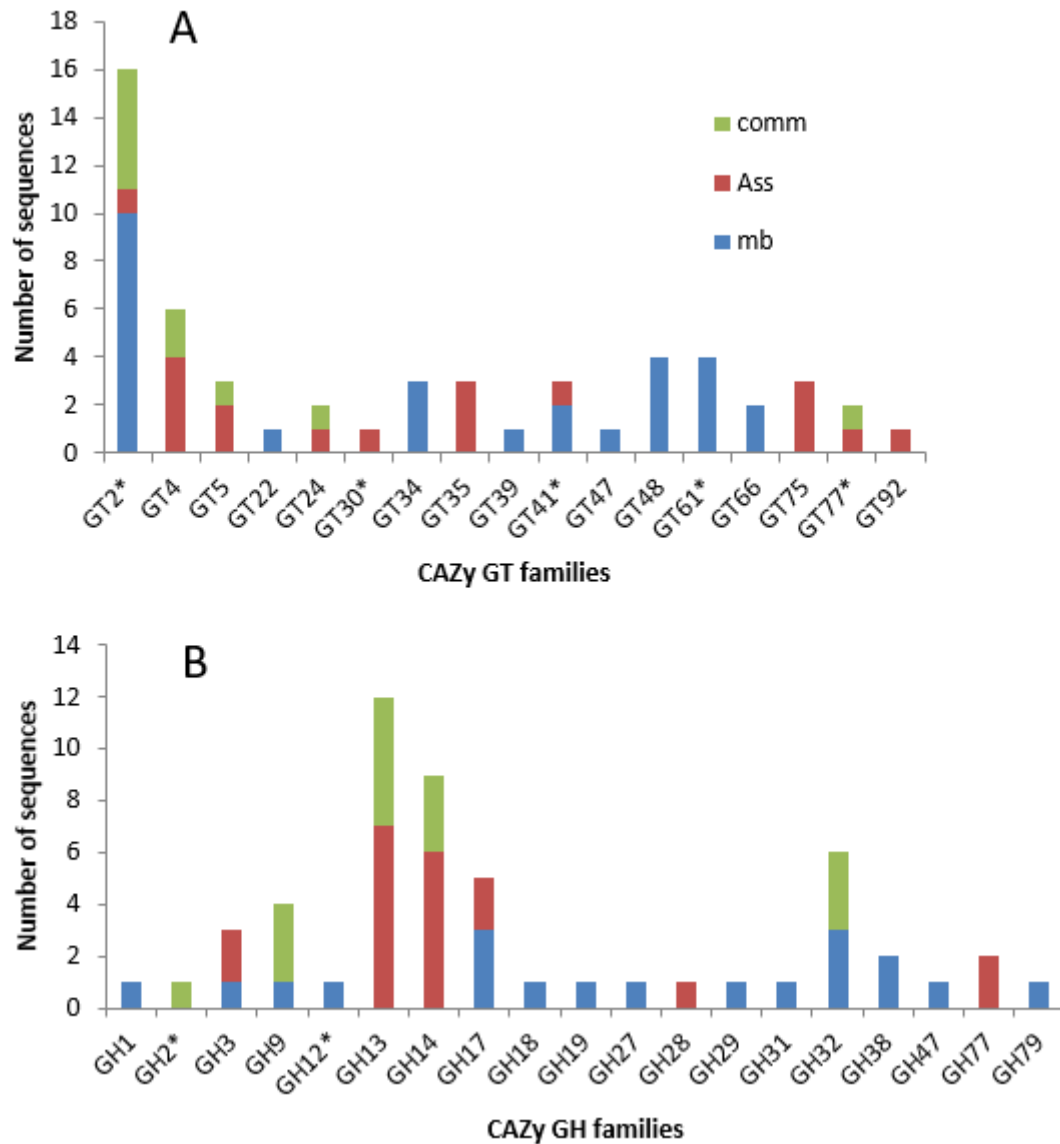 A
18
16
14
12
10
8
6
4
2
0
Number of sequences
comm
Ass
mb
GT2* GT4 GT5 GT22 GT24 GT30* GT34 GT35 GT39 GT41* GT47 GT48 GT61* GT66 GT75 GT77* GT92
CAZy GT families
B
14
12
10
8
6
4
2
0
Number of sequences
GH1 GH2* GH3 GH9 GH12* GH13 GH14 GH17 GH18 GH19 GH27 GH28 GH29 GH31 GH32 GH38 GH47 GH77 GH79
CAZy GH families